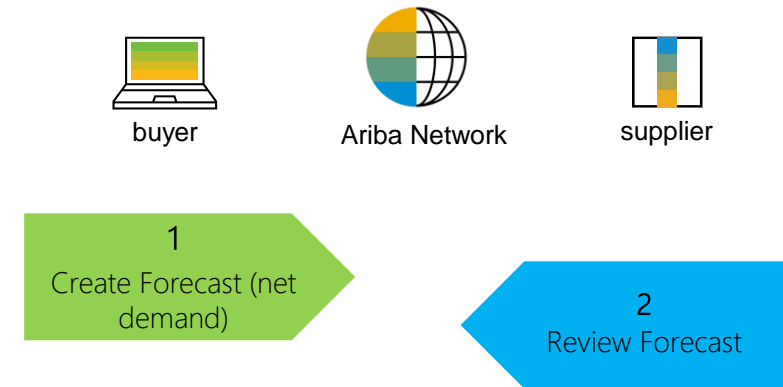 buyer
Ariba Network
supplier
1
Create Forecast (net
demand)
2
Review Forecast